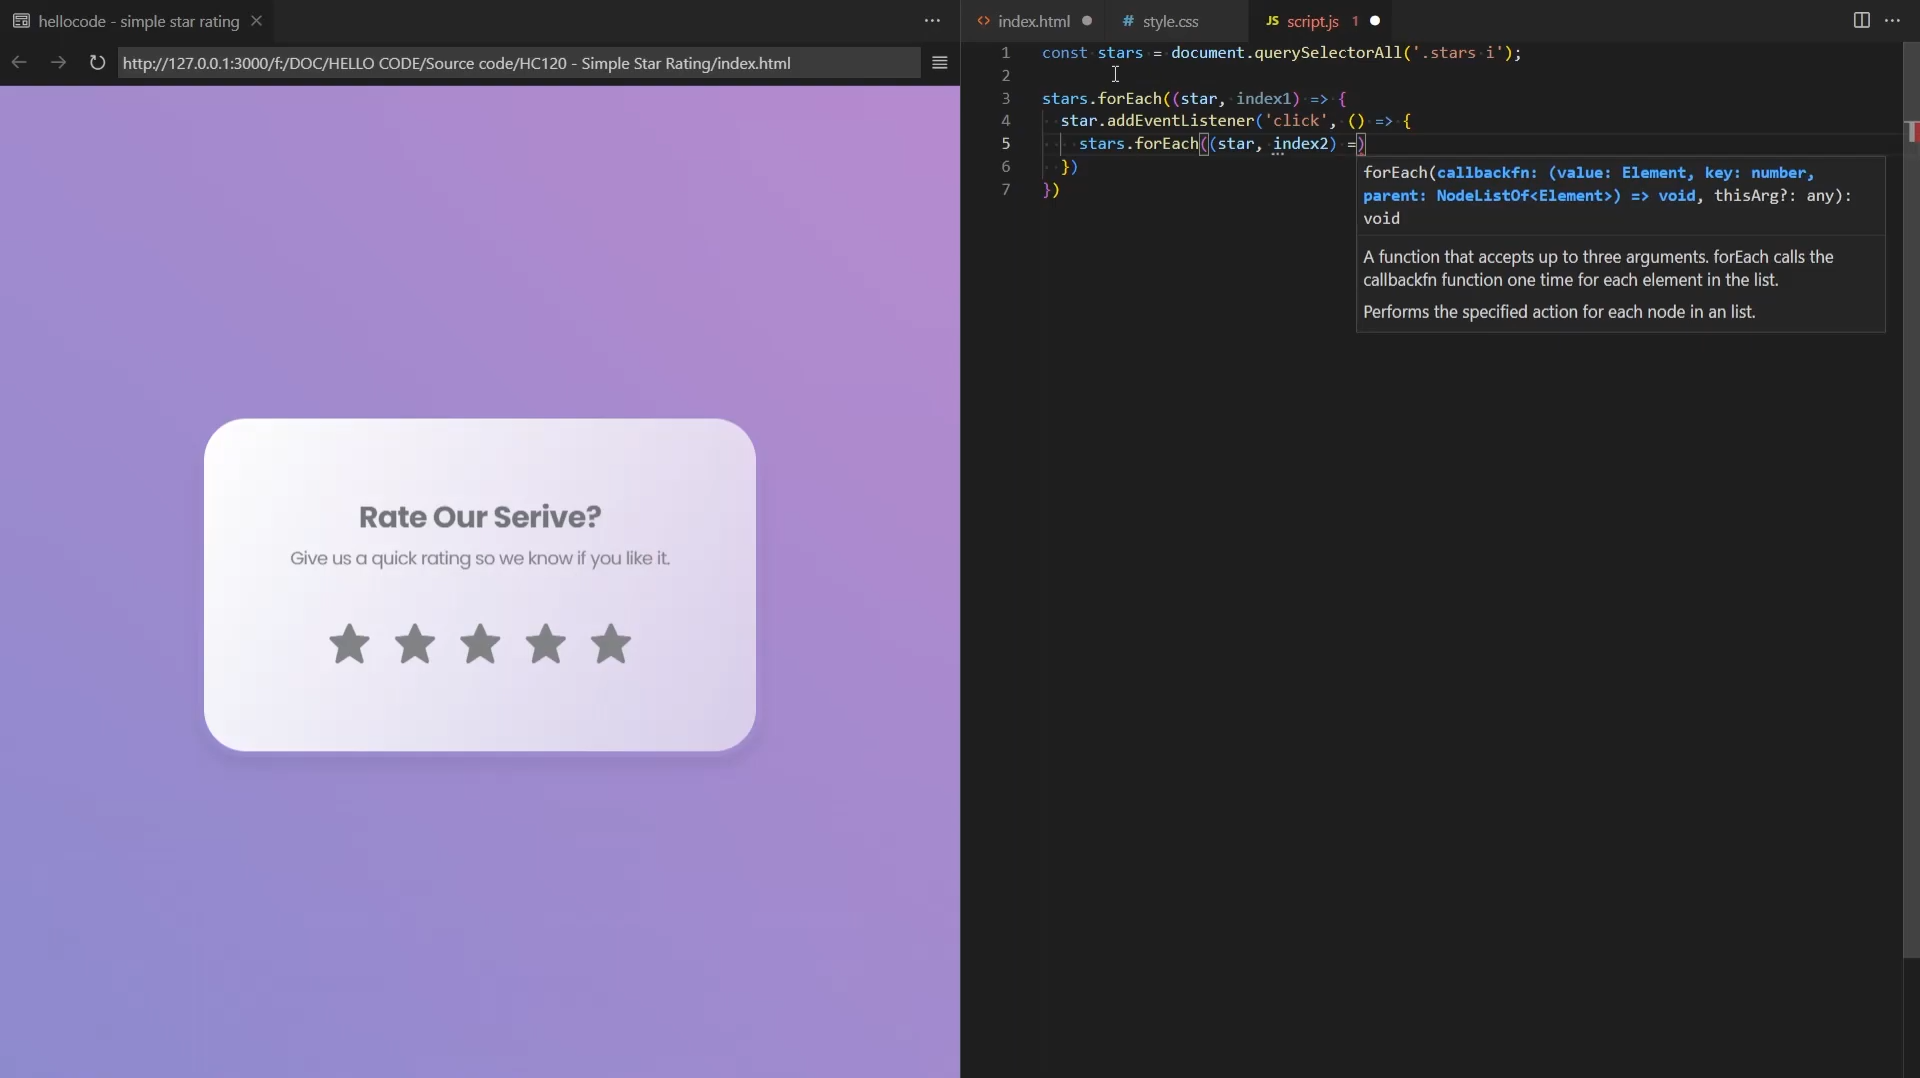 hellocode - simple star rating
http://127.0.0.1:3000/f:/DOC/HELLO CODE/Source code/HC120 - Simple Star Rating/index.html
Rate Our Serive?
Give us a quick rating so we know if you like it.
<> index.html
# style.css
JS script.js 1
1 const stars = document.querySelectorAll('.stars i');
2
3 stars.forEach((star, index1) => {
4 star.addEventListener('click', () => {
5 stars.forEach((star, index2) =)
6 })
7 })
forEach(callbackfn: (value: Element, key: number,
parent: NodeListOf<Element>) => void, thisArg?: any):
void
A function that accepts up to three arguments. forEach calls the
callbackfn function one time for each element in the list.
Performs the specified action for each node in an list.